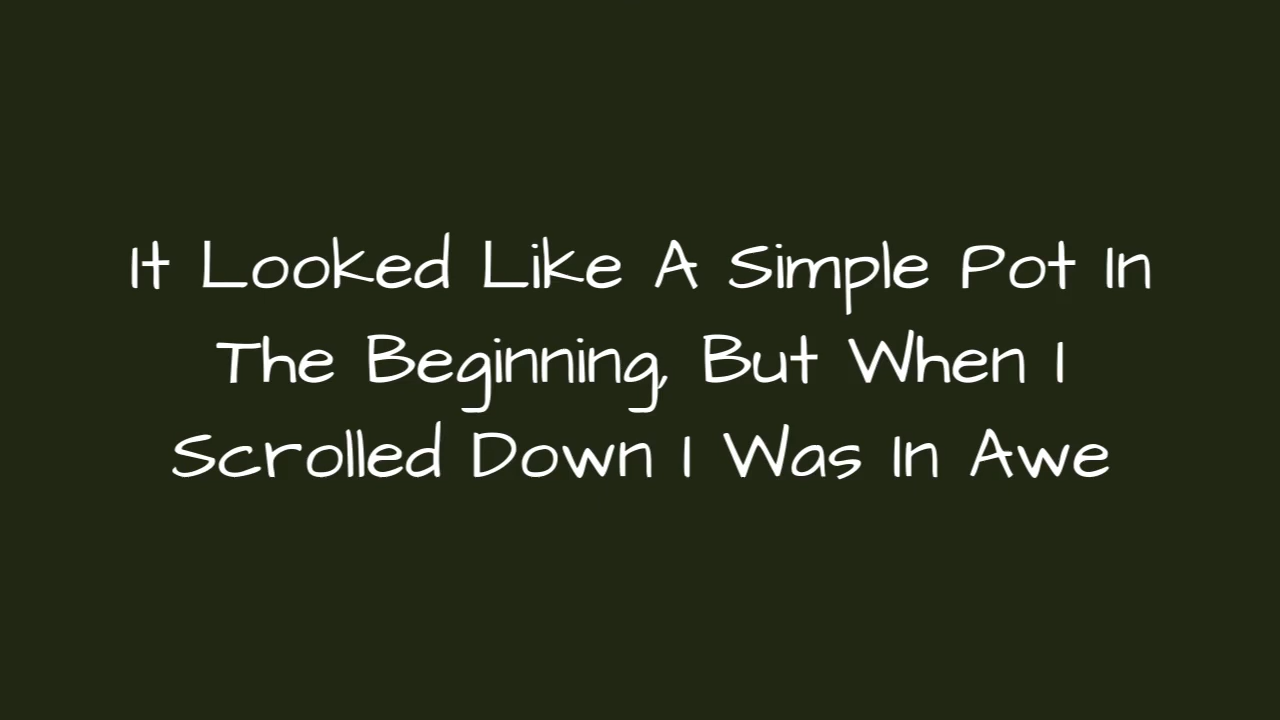 It Looked Like A Simple Pot In
The Beginning, But When I
Scrolled Down I Was In Awe